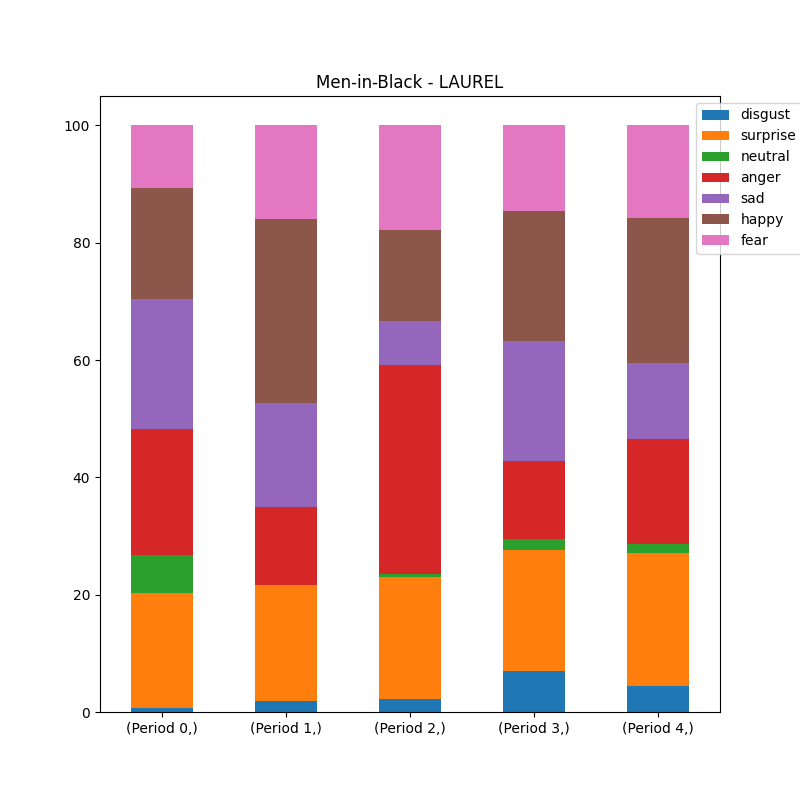 Men-in-Black - LAUREL
disgust
surprise
neutral
anger
sad
happy
fear
100
80
60
40
20
0
(Period 0,)
(Period 1,)
(Period 2,)
(Period 3,)
(Period 4,)